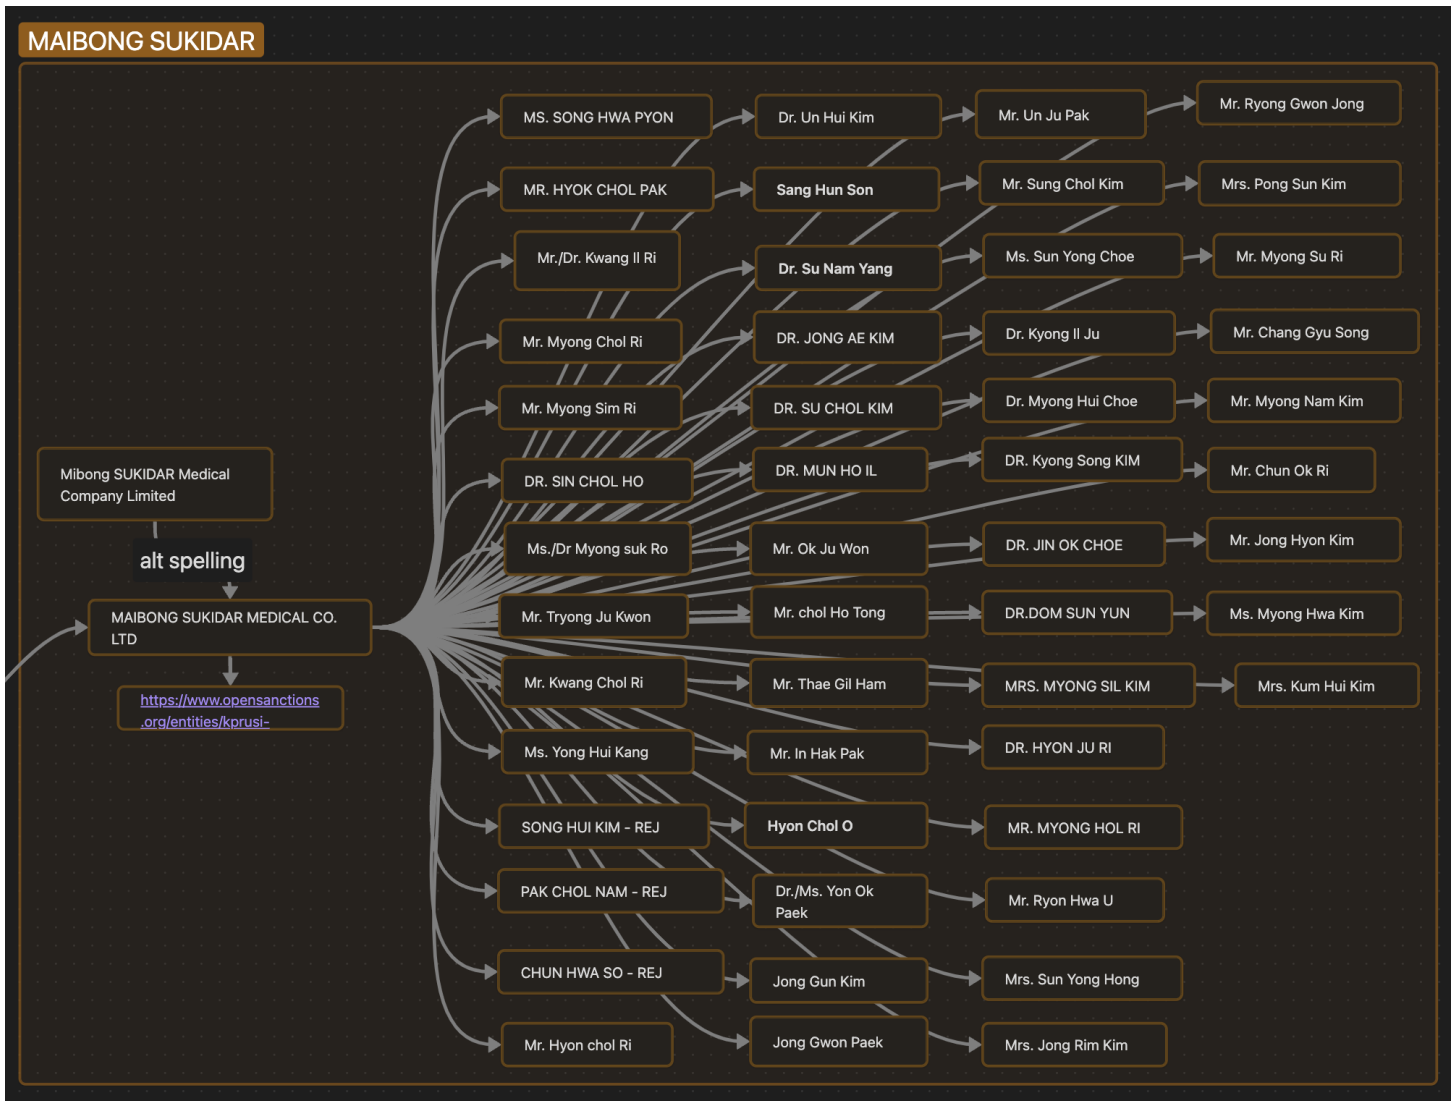 MAIBONG SUKIDAR
Mibong SUKIDAR Medical
Company Limited
alt spelling
MAIBONG SUKIDAR MEDICAL CO.
LTD
https://www.opensanctions
.org/entities/kprusi-
MS. SONG HWA PYON
MR. HYOK CHOL PAK
Mr./Dr. Kwang Il Ri
Mr. Myong Chol Ri
Mr. Myong Sim Ri
DR. SIN CHOL HO
Ms./Dr Myong suk Ro
Mr. Tryong Ju Kwon
Mr. Kwang Chol Ri
Ms. Yong Hui Kang
SONG HUI KIM - REJ
PAK CHOL NAM - REJ
CHUN HWA SO - REJ
Mr. Hyon chol Ri
Dr. Un Hui Kim
Sang Hun Son
Dr. Su Nam Yang
DR. JONG AE KIM
DR. SU CHOL KIM
DR. MUN HO IL
Mr. Ok Ju Won
Mr. chol Ho Tong
Mr. Thae Gil Ham
Mr. In Hak Pak
Hyon Chol O
Dr./Ms. Yon Ok
Paek
Jong Gun Kim
Jong Gwon Paek
Mr. Un Ju Pak
Mr. Sung Chol Kim
Ms. Sun Yong Choe
Dr. Kyong Il Ju
Dr. Myong Hui Choe
DR. Kyong Song KIM
DR. JIN OK CHOE
DR.DOM SUN YUN
MRS. MYONG SIL KIM
DR. HYON JU RI
MR. MYONG HOL RI
Mr. Ryon Hwa U
Mrs. Sun Yong Hong
Mrs. Jong Rim Kim
Mr. Ryong Gwon Jong
Mrs. Pong Sun Kim
Mr. Myong Su Ri
Mr. Chang Gyu Song
Mr. Myong Nam Kim
Mr. Chun Ok Ri
Mr. Jong Hyon Kim
Ms. Myong Hwa Kim
Mrs. Kum Hui Kim